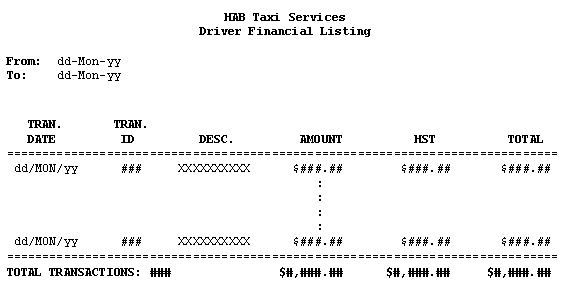 HAB Taxi Services
Driver Financial Listing
From: dd-Mon-yy
To: dd-Mon-yy
TRAN. TRAN.
DATE ID DESC. AMOUNT HST TOTAL
==============================================================================
dd/MON/yy ### XXXXXXXXXX $###.## $###.## $###.##
:
:
:
:
dd/MON/yy ### XXXXXXXXXX $###.## $###.## $###.##
==============================================================================
TOTAL TRANSACTIONS: ### $#,###.## $#,###.## $#,###.##